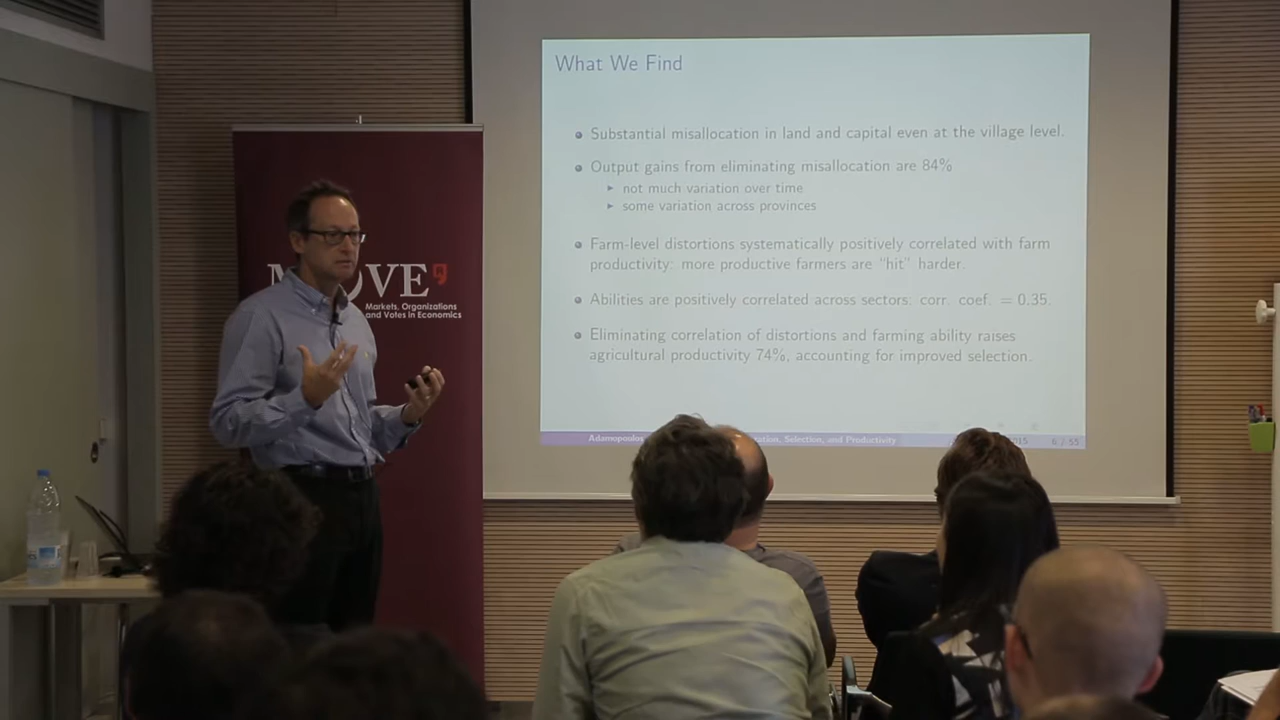 What We Find
Substantial misallocation in land and capital even at the village level.
Output gains from eliminating misallocation are 84%
not much variation over time
some variation across provinces
Farm-level distortions systematically positively correlated with farm
productivity: more productive farmers are "hit" harder.
Abilities are positively correlated across sectors: corr. coef. = 0.35.
Eliminating correlation of distortions and farming ability raises
agricultural productivity 74%, accounting for improved selection.
Adamopoulos
Selection, and Productivity
6 / 55
VE
Markets, Organizations
and Votes in Economics